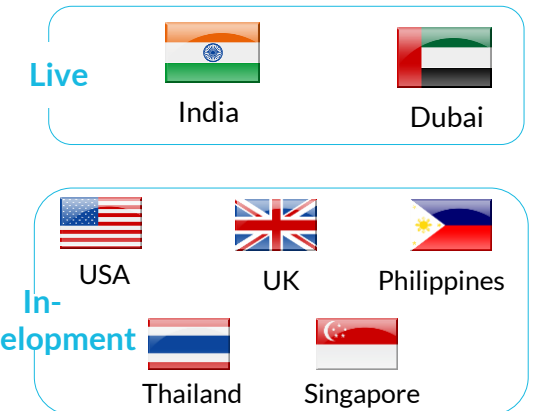 Live
India
Dubai
USA
UK
Philippines
In-
elopment
Thailand
Singapore